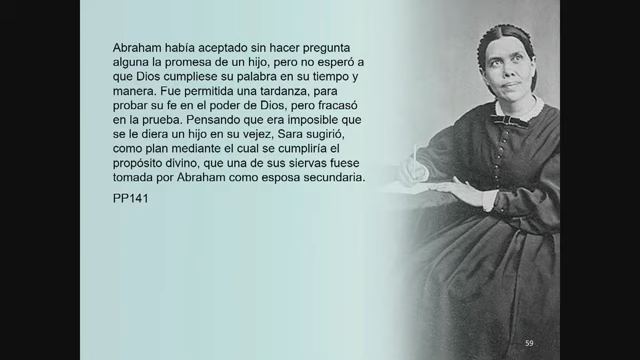 Abraham había aceptado sin hacer pregunta
alguna la promesa de un hijo, pero no esperó a
que Dios cumpliese su palabra en su tiempo y
manera. Fue permitida una tardanza, para
probar su fe en el poder de Dios, pero fracasó
en la prueba. Pensando que era imposible que
se le diera un hijo en su vejez, Sara sugirió,
como plan mediante el cual se cumpliría el
propósito divino, que una de sus siervas fuese
tomada por Abraham como esposa secundaria.
PP141
59